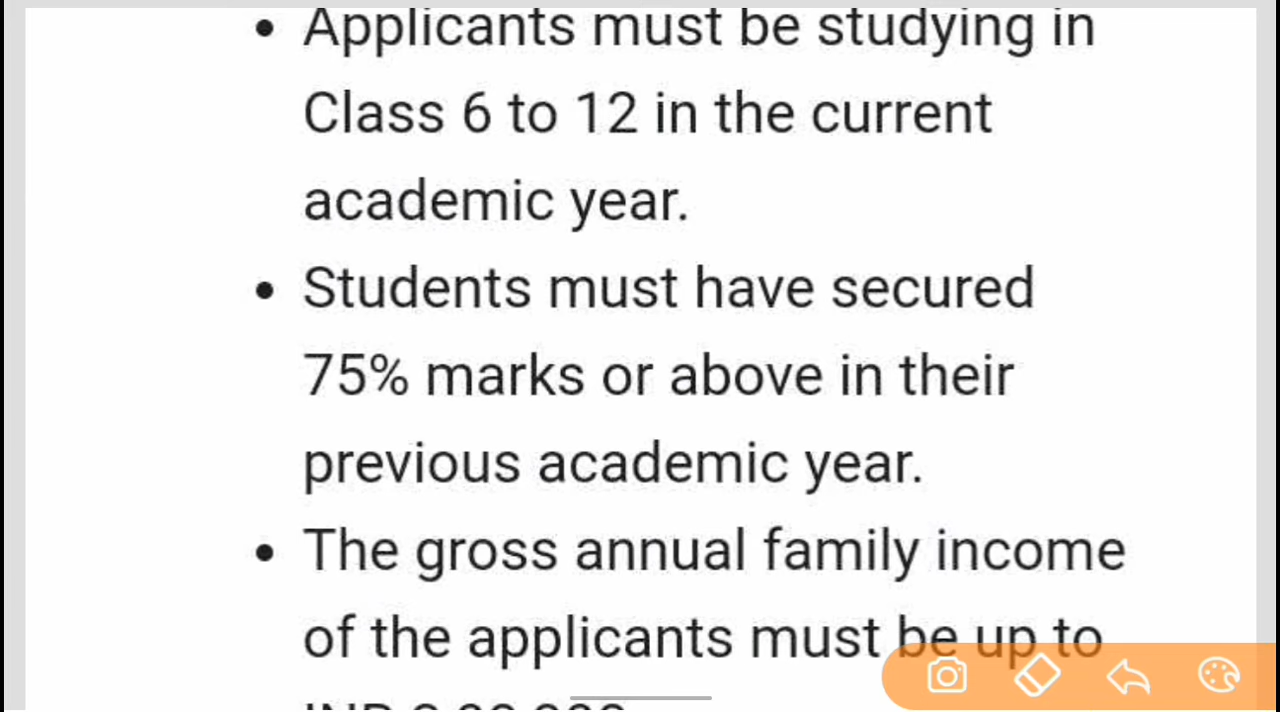 Applicants must be studying in
Class 6 to 12 in the current
academic year.
Students must have secured
75% marks or above in their
previous academic year.
The gross annual family income
of the applicants must be up to
INR